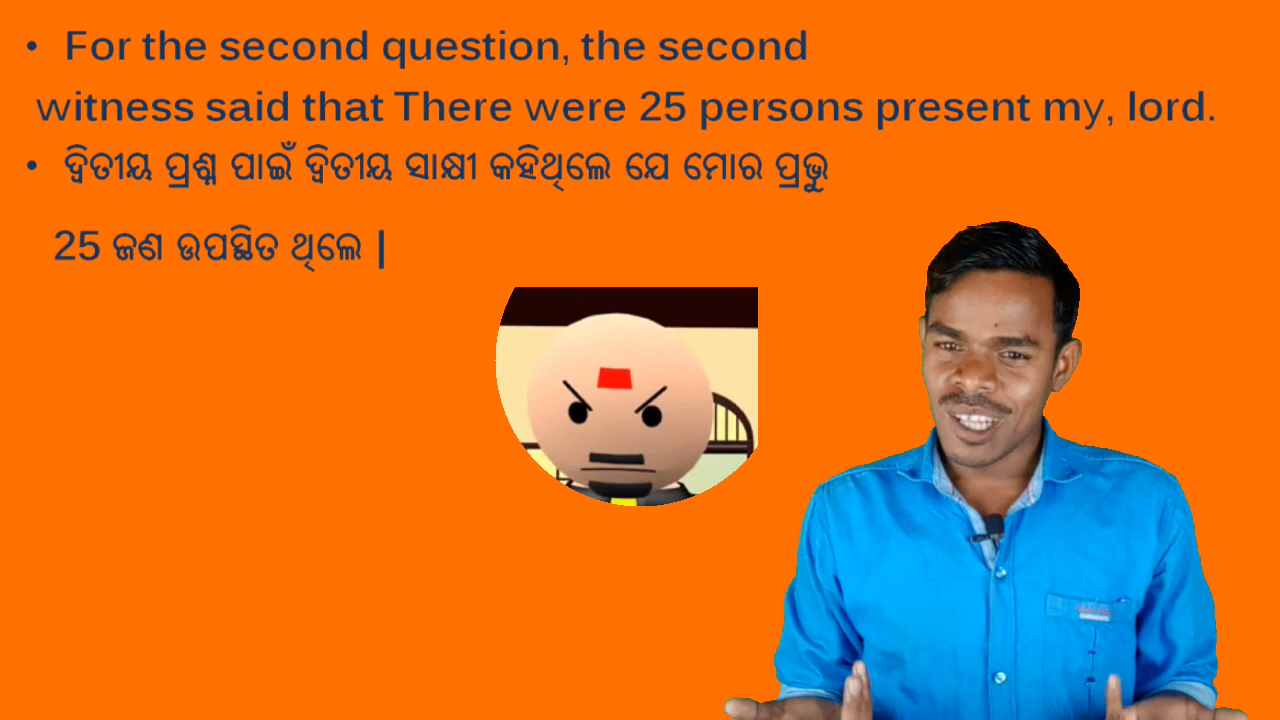 • For the second question, the second
witness said that There were 25 persons present my, lord.
• ଦ୍ଵିତୀୟ ପ୍ରଶ୍ନ ପାଇଁ ଦ୍ଵିତୀୟ ସାକ୍ଷୀ କହିଥିଲେ ଯେ ମୋର ପ୍ରଭୁ
25 ଜଣ ଉପସ୍ଥିତ ଥିଲେ |